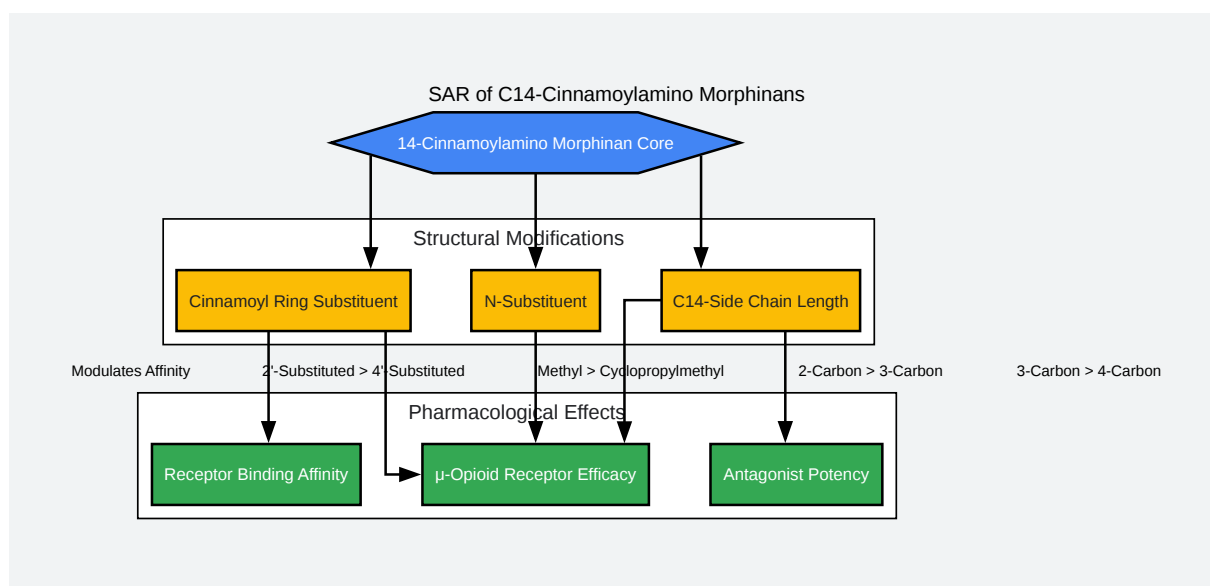 SAR of C14-Cinnamoylamino Morphinans
14-Cinnamoylamino Morphinan Core
Structural Modifications
Cinnamoyl Ring Substituent
N-Substituent
C14-Side Chain Length
Modulates Affinity
2'-Substituted > 4'-Substituted
Methyl > Cyclopropylmethyl
2-Carbon > 3-Carbon
3-Carbon > 4-Carbon
Pharmacological Effects
Receptor Binding Affinity
μ-Opioid Receptor Efficacy
Antagonist Potency